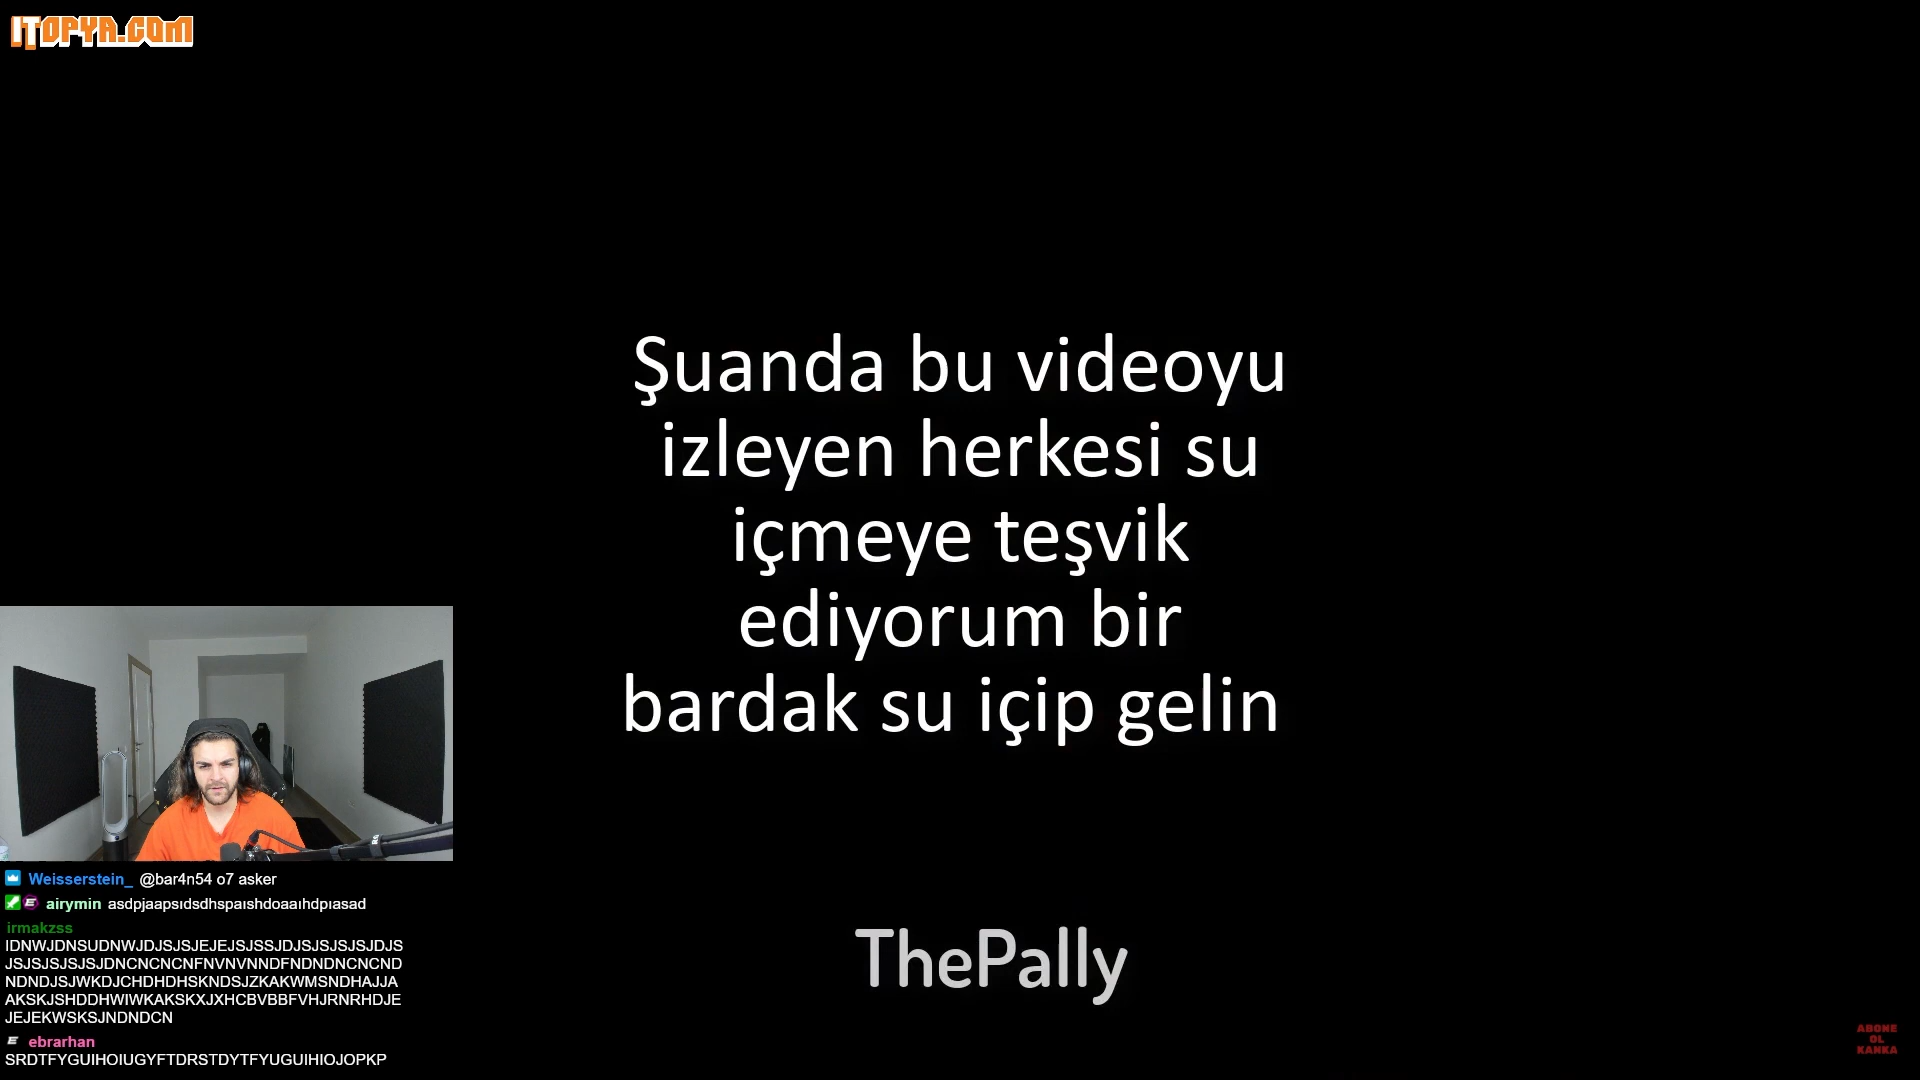 ITOPYA.COM
Şuanda bu videoyu
izleyen herkesi su
içmeye teşvik
ediyorum bir
bardak su içip gelin
ThePally
Weisserstein_ @bar4n54 o7 asker
airymin asdpjaapsıdsdhspaıshdoaaıhdpıasad
irmakzss
IDNWJDNSUDNWJDJSJSJEJEJSJSSJDJSJSJSJSJDJS
JSJSJSJSJSJDNCNCNCNFNVNVNNDFNDNDNCNCND
NDNDJSJWKDJCHDHDHSKNDSJZKAKWMSNDHAJJA
AKSKJSHDDHWIWKAKSKXJXHCBVBBFVHJRNRHDJE
JEJEKWSKSJNDNDCN
ebrarhan
SRDTFYGUIHOIUGYFTDRSTDYTFYUGUIHIOJOPKP
ABONE
OL
KANKA